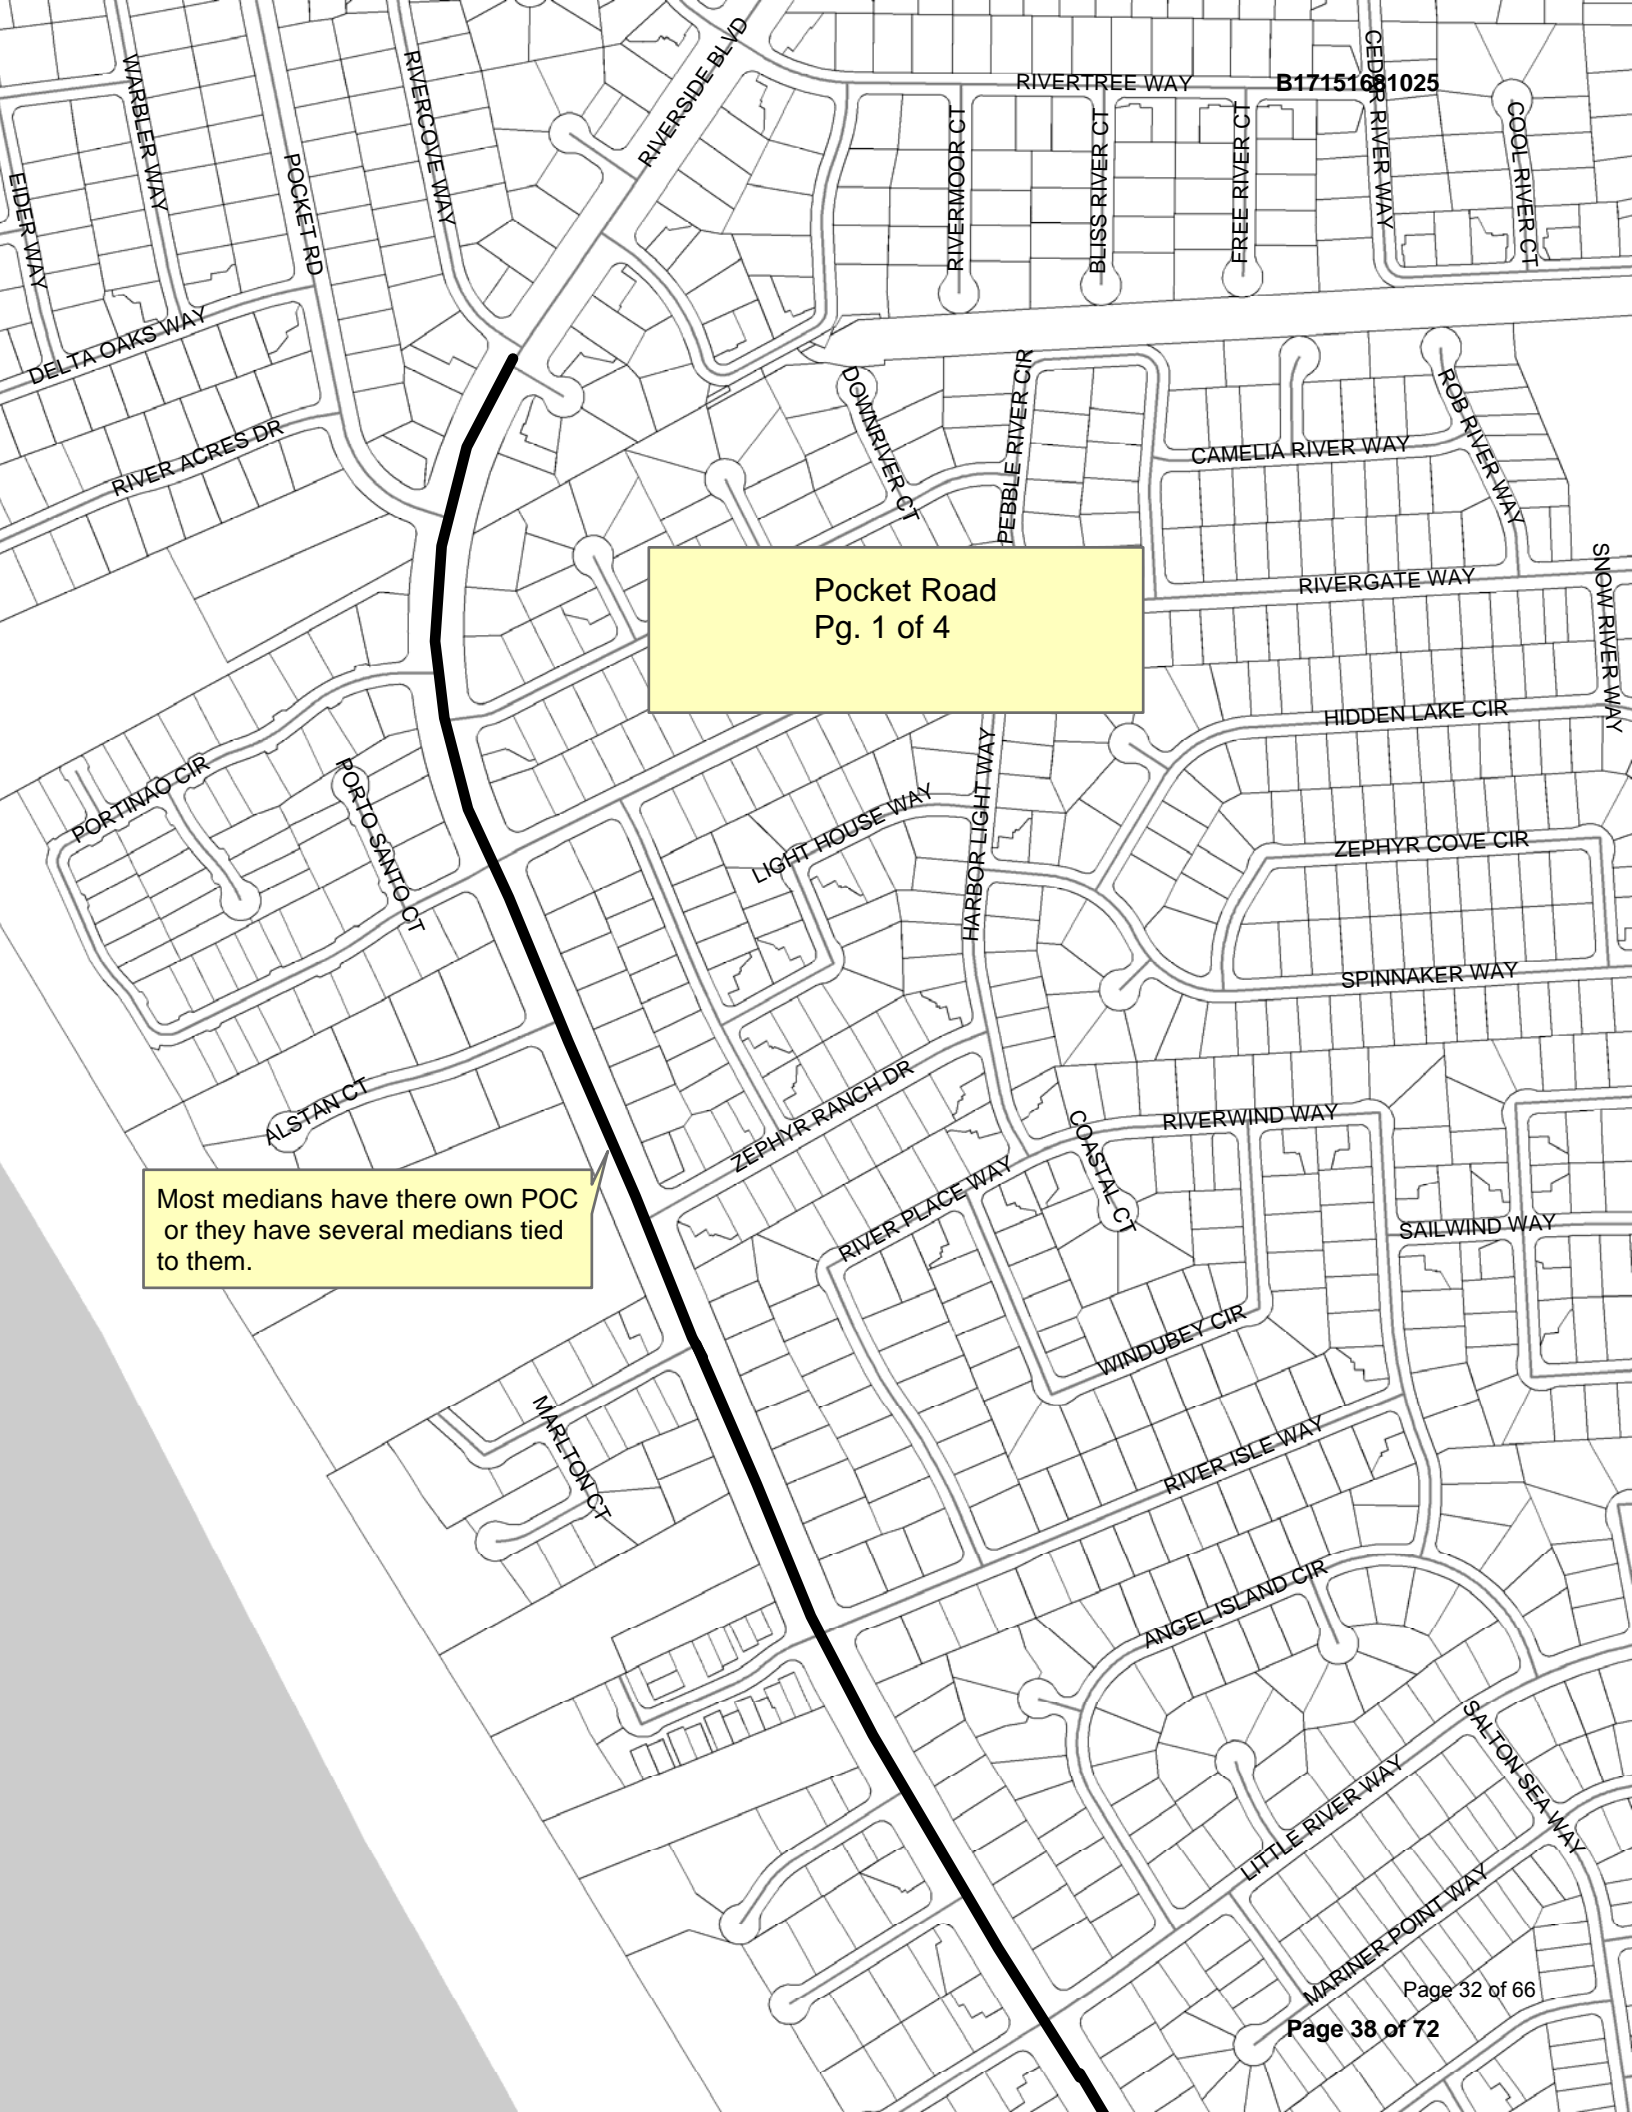 RIVERSIDE BLVD
WARBLER WAY
RIVERCOVE WAY
CEDAR RIVER WAY
RIVERTREE WAY
B17151681025
COOL RIVER CT
RIVERMOOR CT
BLISS RIVER CT
FREE RIVER CT
EIDER WAY
POCKET RD
DELTA OAKS WAY
RIVER ACRES DR
DOWNRIVER CT
PEBBLE RIVER CIR
CAMELIA RIVER WAY
ROB RIVER WAY
Pocket Road
Pg. 1 of 4
RIVERGATE WAY
SNOW RIVER WAY
HIDDEN LAKE CIR
PORTINAO CIR
PORTO SANTO CT
LIGHT HOUSE WAY
HARBOR LIGHT WAY
ZEPHYR COVE CIR
SPINNAKER WAY
ALSTAN CT
ZEPHYR RANCH DR
COASTAL CT
RIVERWIND WAY
Most medians have there own POC
or they have several medians tied
to them.
RIVER PLACE WAY
SAILWIND WAY
WINDUBEY CIR
MARLTON CT
RIVER ISLE WAY
ANGEL ISLAND CIR
SALTON SEA WAY
LITTLE RIVER WAY
MARINER POINT WAY
Page 32 of 66
Page 38 of 72